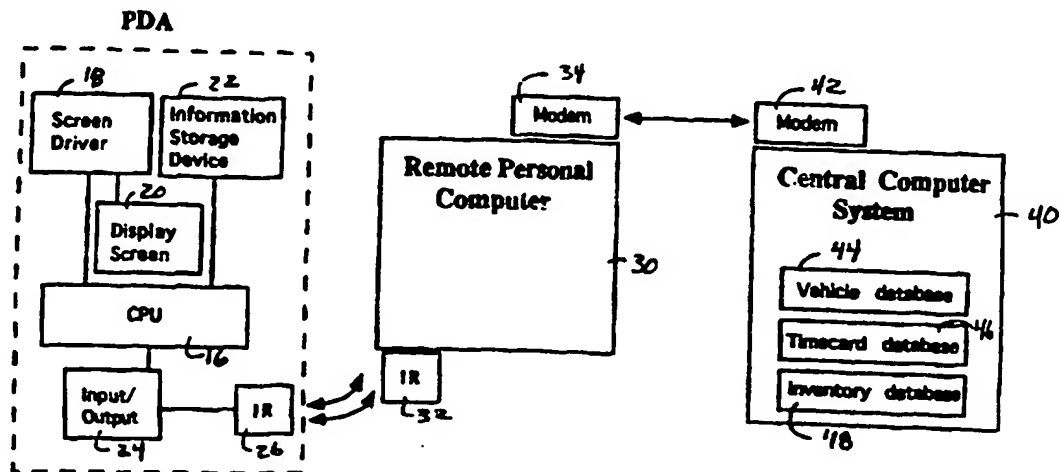 PDA
18
22
Screen
Driver
Information
Storage
Device
20
Display
Screen
CPU
16
Input/
Output
24
IR
26
34
Modem
Remote Personal
Computer
30
IR
32
42
Modem
Central Computer
System
40
44
Vehicle database
46
Timecard database
Inventory database
48